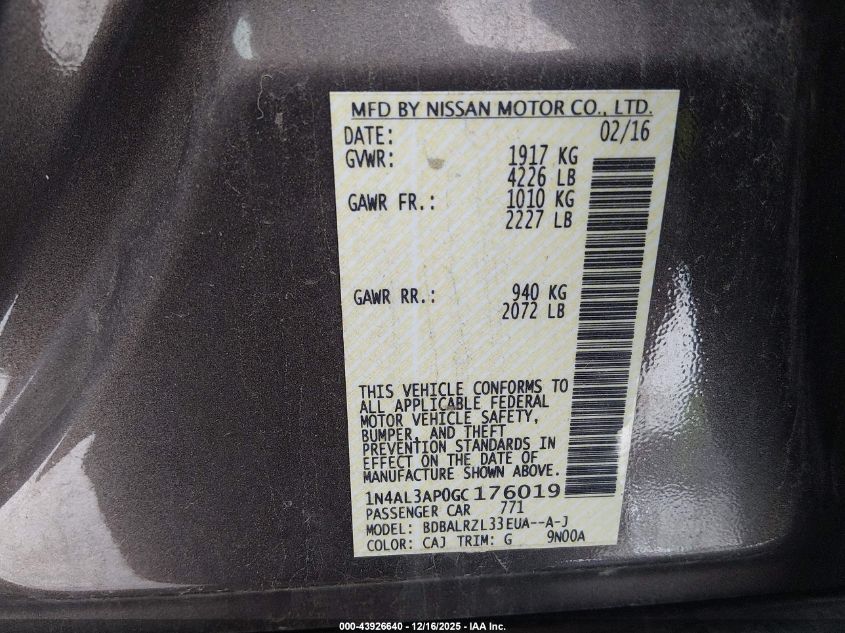 MFD BY NISSAN MOTOR CO., LTD.
DATE: 02/16
GVWR: 1917 KG
4226 LB
GAWR FR.: 1010 KG
2227 LB
GAWR RR.: 940 KG
2072 LB
THIS VEHICLE CONFORMS TO
ALL APPLICABLE FEDERAL
MOTOR VEHICLE SAFETY,
BUMPER, AND THEFT
PREVENTION STANDARDS IN
EFFECT ON THE DATE OF
MANUFACTURE SHOWN ABOVE.
1N4AL3AP0GC176019
PASSENGER CAR 771
MODEL: BDBALRZL33EUA--A-J
COLOR: CAJ TRIM: G 9N00A
000-43926640 - 12/16/2025 - IAA Inc.